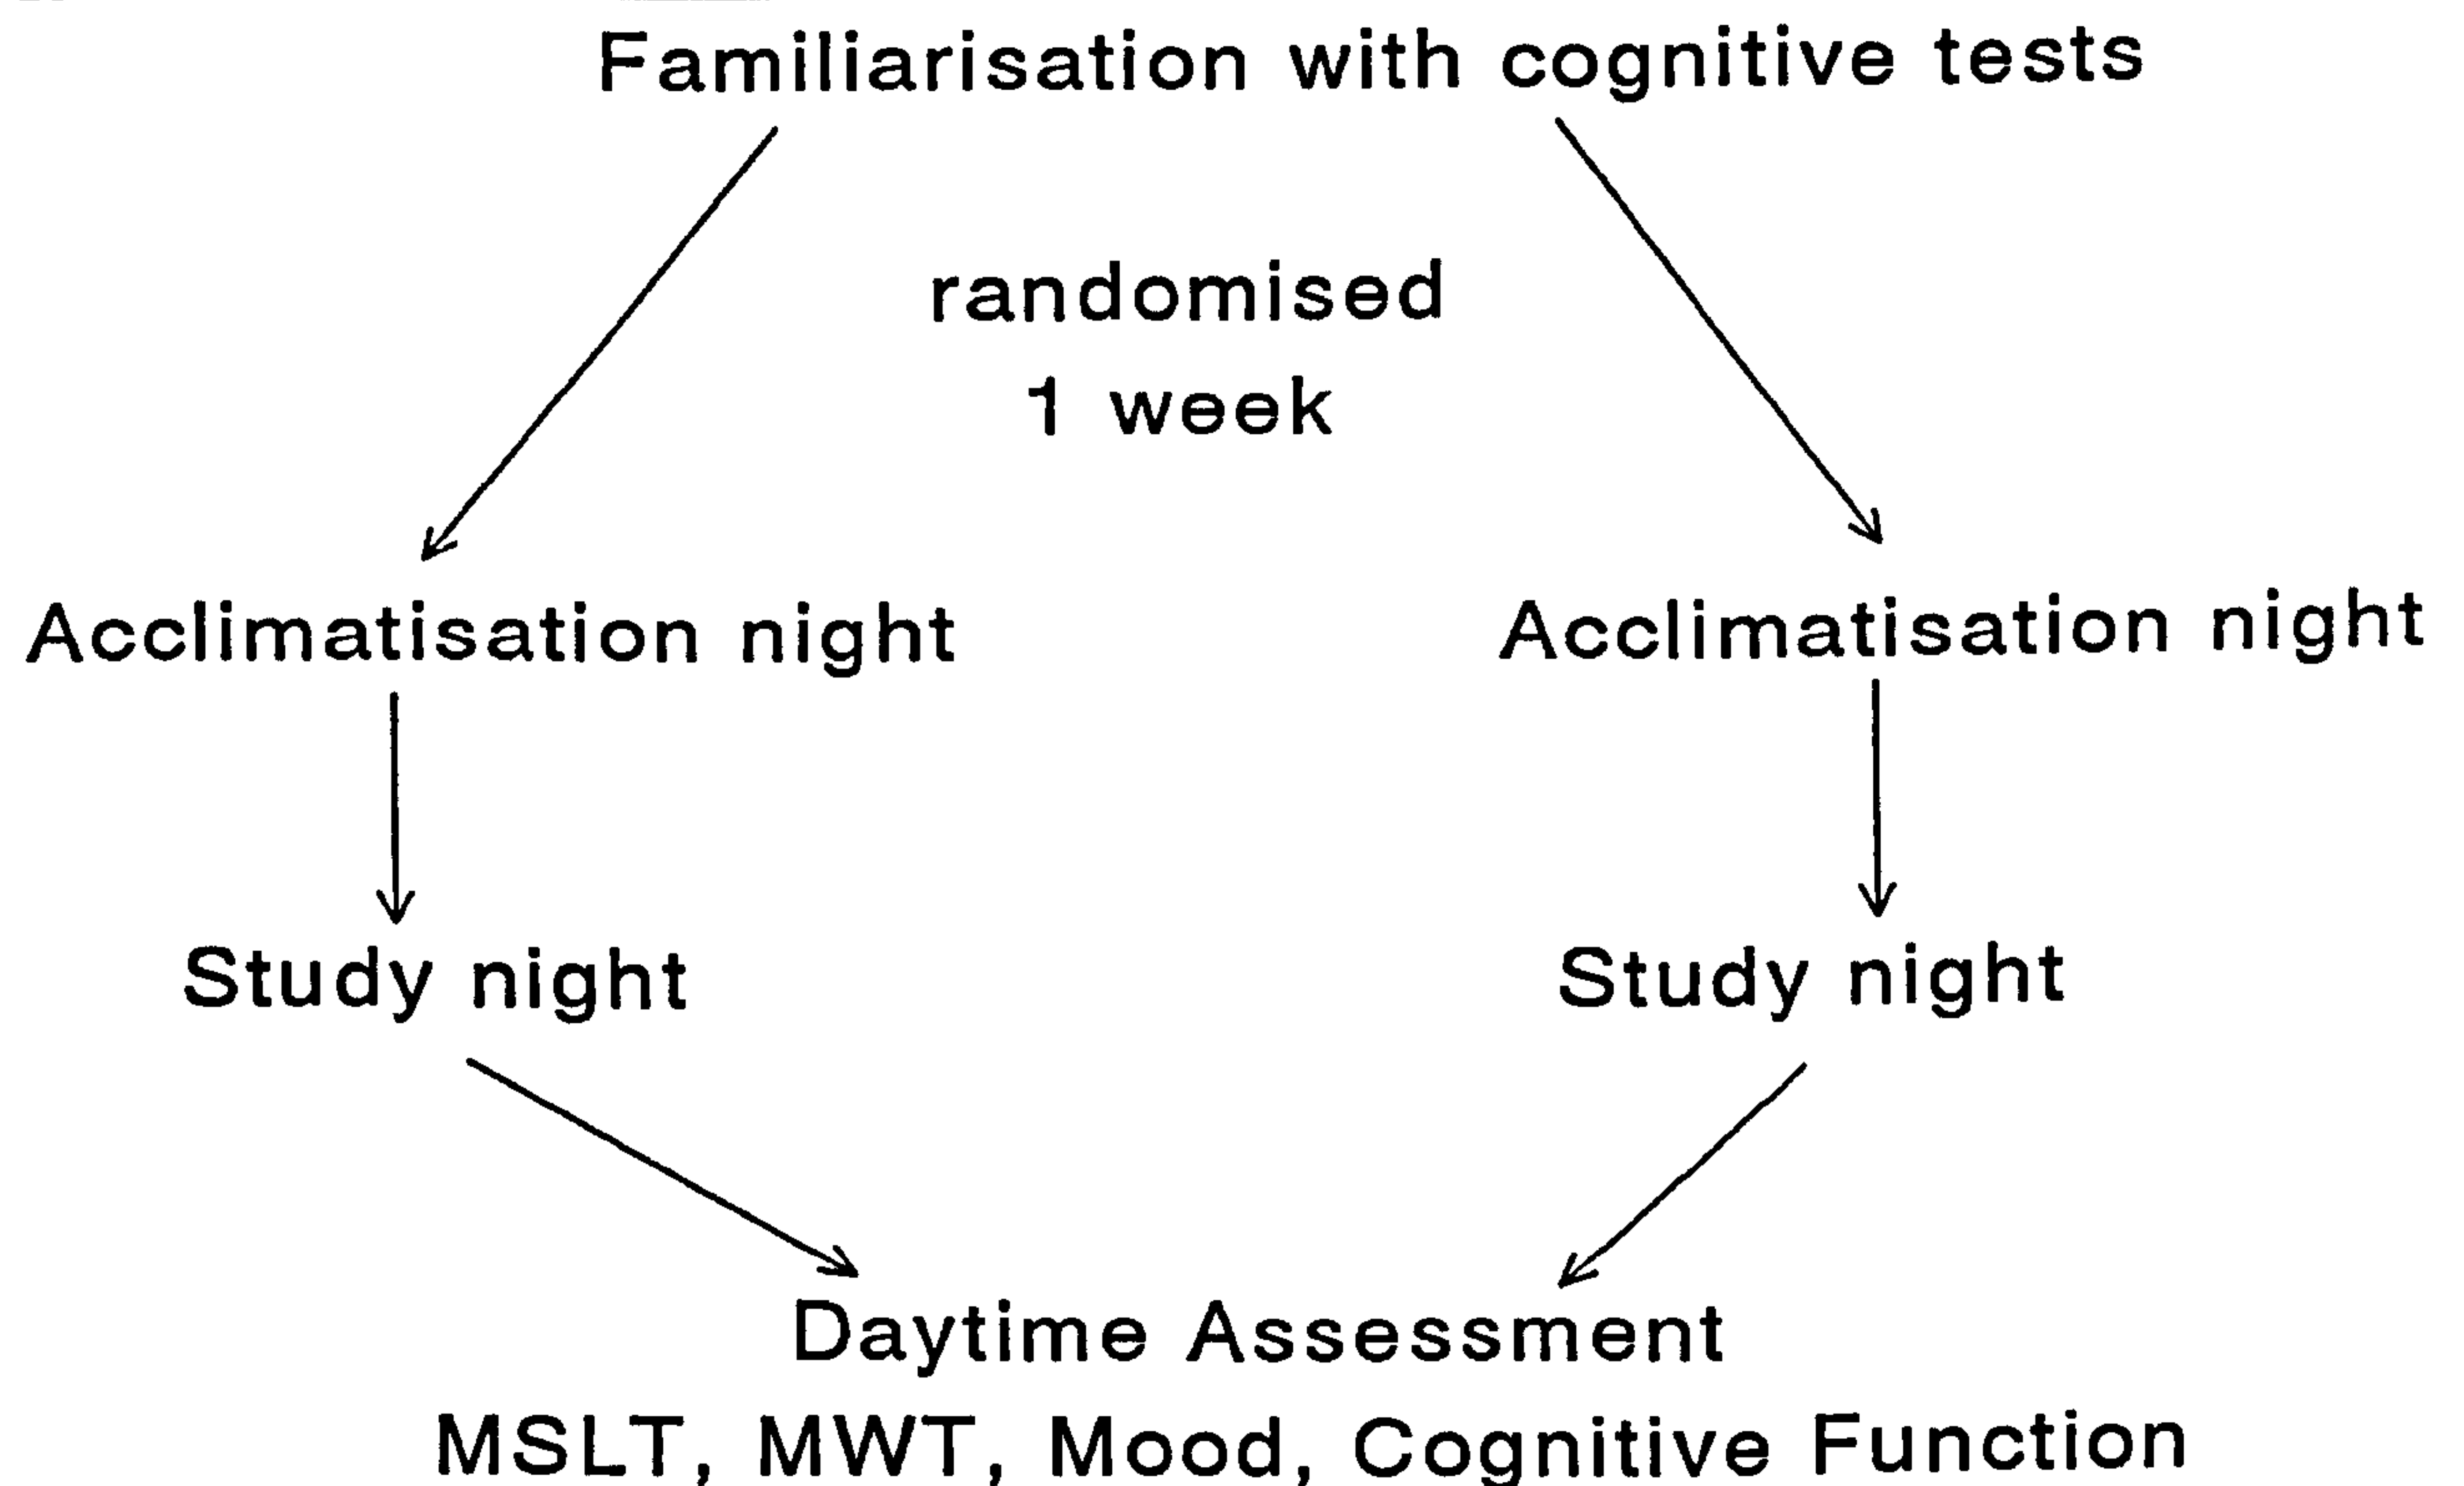 Familiarisation with cognitive tests
randomised
1 week
Acclimatisation night
Acclimatisation night
Study night
Study night
Daytime Assessment
MSLT, MWT, Mood, Cognitive Function